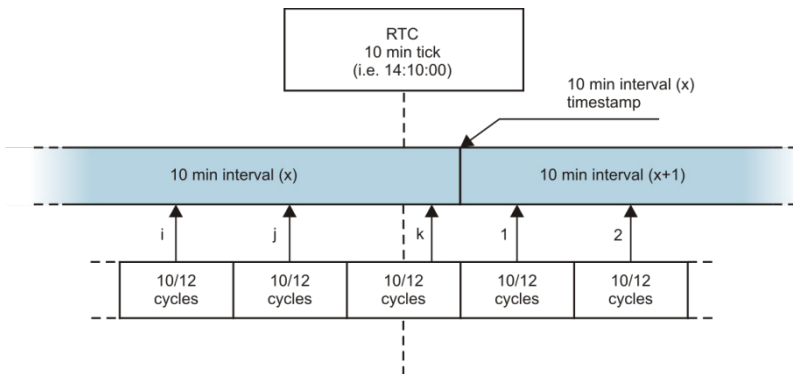 RTC
10 min tick
(i.e. 14:10:00)
10 min interval (x)
timestamp
10 min interval (x)
10 min interval (x+1)
i
j
k
1
2
10/12
cycles
10/12
cycles
10/12
cycles
10/12
cycles
10/12
cycles